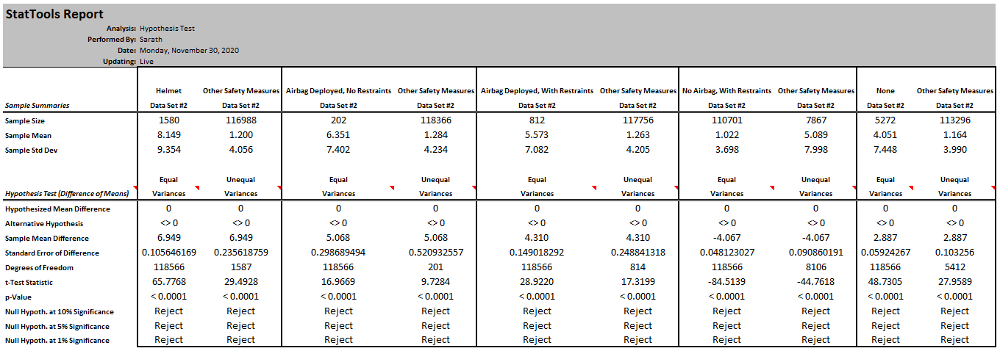 StatTools Report
Analysis: Hypothesis Test
Performed By: Sarath
Date: Monday, November 30, 2020
Updating: Live
Helmet Other Safety Measures Airbag Deployed, No Restraints Other Safety Measures Airbag Deployed, With Restraints Other Safety Measures No Airbag, With Restraints Other Safety Measures None Other Safety Measures
Sample Summaries Data Set #2 Data Set #2 Data Set #2 Data Set #2 Data Set #2 Data Set #2 Data Set #2 Data Set #2 Data Set #2 Data Set #2
Sample Size 1580 116988 202 118366 812 117756 110701 7867 5272 113296
Sample Mean 8.149 1.200 6.351 1.284 5.573 1.263 1.022 5.089 4.051 1.164
Sample Std Dev 9.354 4.056 7.402 4.234 7.082 4.205 3.698 7.998 7.448 3.990
Equal Unequal Equal Unequal Equal Unequal Equal Unequal Equal Unequal
Hypothesis Test (Difference of Means) Variances Variances Variances Variances Variances Variances Variances Variances Variances Variances
Hypothesized Mean Difference 0 0 0 0 0 0 0 0 0 0
Alternative Hypothesis <> 0 <> 0 <> 0 <> 0 <> 0 <> 0 <> 0 <> 0 <> 0 <> 0
Sample Mean Difference 6.949 6.949 5.068 5.068 4.310 4.310 -4.067 -4.067 2.887 2.887
Standard Error of Difference 0.105646169 0.235618759 0.298689494 0.520932557 0.149018292 0.248841318 0.048123027 0.090860191 0.05924267 0.103256
Degrees of Freedom 118566 1587 118566 201 118566 814 118566 8106 118566 5412
t-Test Statistic 65.7768 29.4928 16.9669 9.7284 28.9220 17.3199 -84.5139 -44.7618 48.7305 27.9589
p-Value < 0.0001 < 0.0001 < 0.0001 < 0.0001 < 0.0001 < 0.0001 < 0.0001 < 0.0001 < 0.0001 < 0.0001
Null Hypoth. at 10% Significance Reject Reject Reject Reject Reject Reject Reject Reject Reject Reject
Null Hypoth. at 5% Significance Reject Reject Reject Reject Reject Reject Reject Reject Reject Reject
Null Hypoth. at 1% Significance Reject Reject Reject Reject Reject Reject Reject Reject Reject Reject